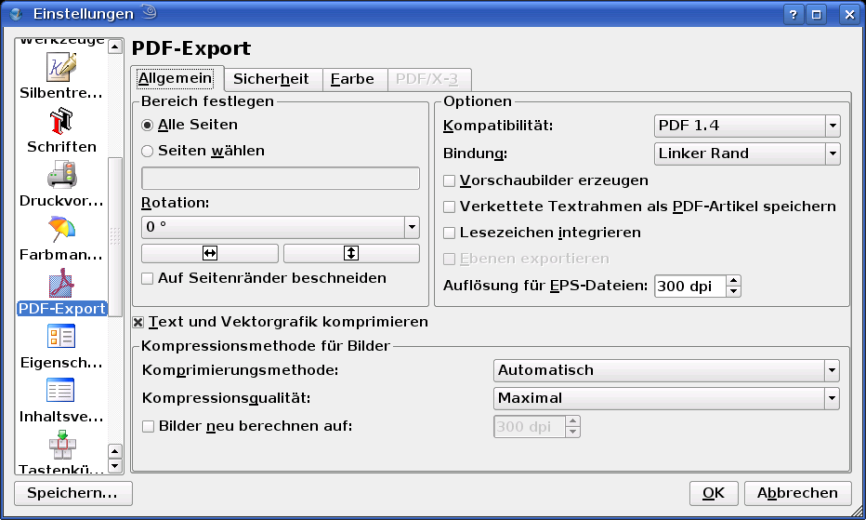 Einstellungen
Werkzeuge
Silbentre...
Schriften
Druckvor...
Farbman...
PDF-Export
Eigensch...
Inhaltsve...
Tastenkü...
PDF-Export
Allgemein Sicherheit Farbe PDF/X-3
Bereich festlegen
Alle Seiten
Seiten wählen
Rotation:
0 °
Auf Seitenränder beschneiden
Optionen
Kompatibilität: PDF 1.4
Bindung: Linker Rand
Vorschaubilder erzeugen
Verkettete Textrahmen als PDF-Artikel speichern
Lesezeichen integrieren
Ebenen exportieren
Auflösung für EPS-Dateien: 300 dpi
Text und Vektorgrafik komprimieren
Kompressionsmethode für Bilder
Komprimierungsmethode: Automatisch
Kompressionsqualität: Maximal
Bilder neu berechnen auf: 300 dpi
Speichern... OK Abbrechen